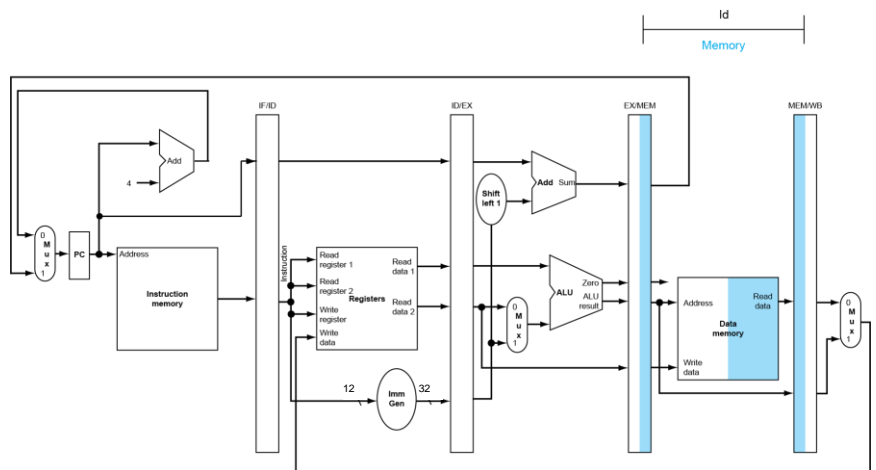 ld
Memory
IF/ID
ID/EX
EX/MEM
MEM/WB
Add
4
Add Sum
Shift
left 1
0
M
u
x
1
PC
Address
Instruction
memory
Instruction
Read
register 1
Read
register 2
Write
register
Write
data
Registers
Read
data 1
Read
data 2
0
M
u
x
1
Zero
ALU
ALU
result
Address
Read
data
Data
memory
Write
data
0
M
u
x
1
12
Imm
Gen
32